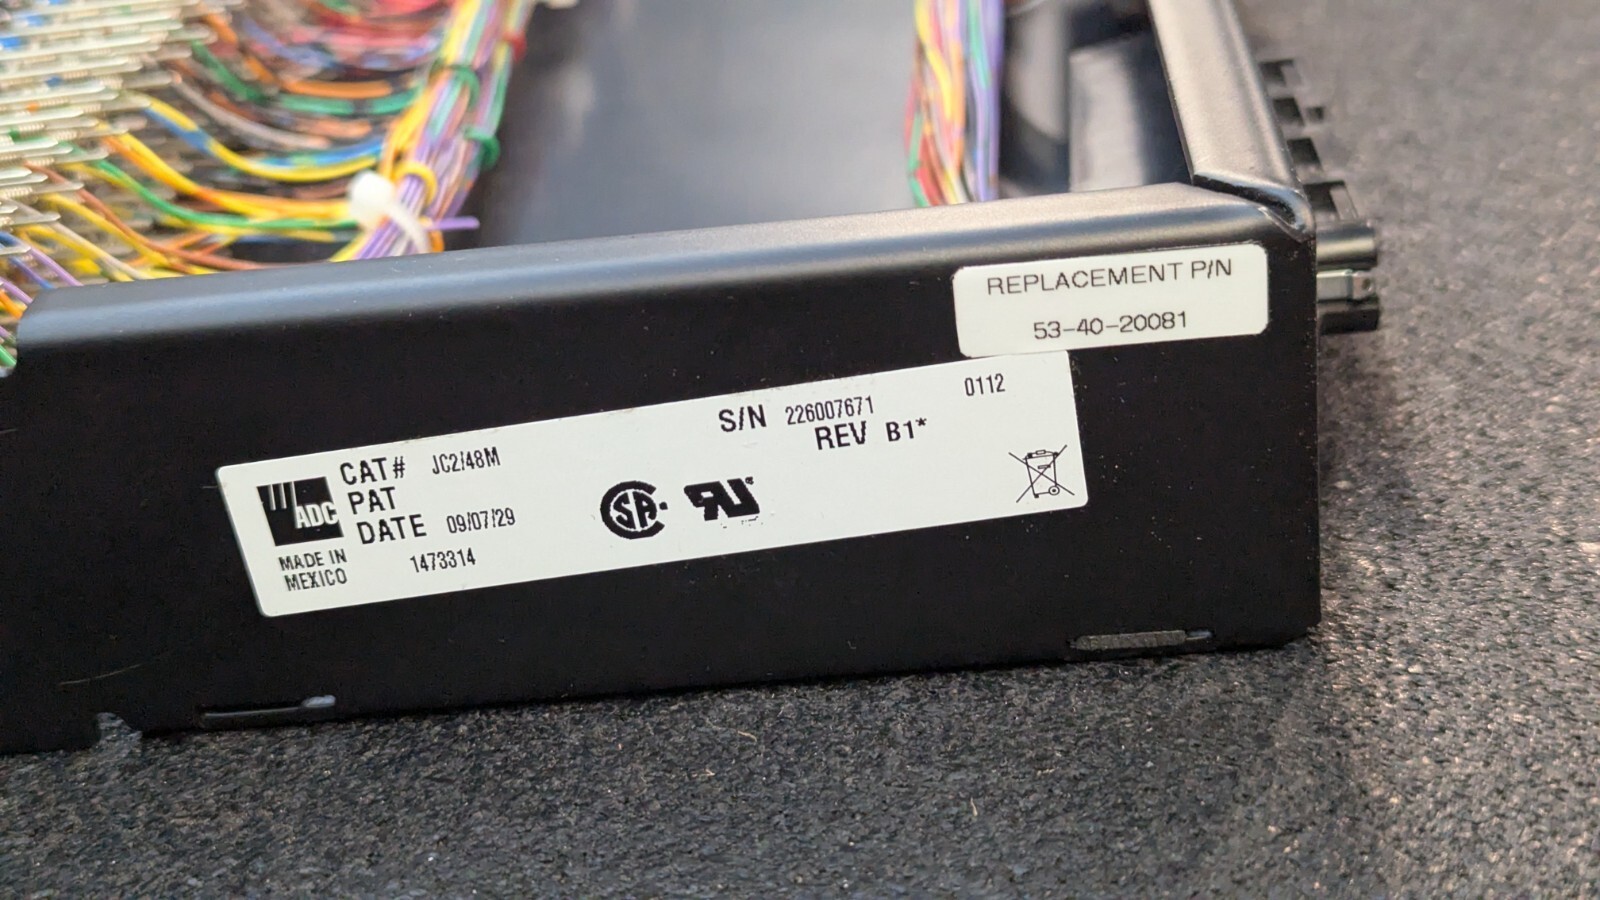 REPLACEMENT P/N
53-40-20081
S/N 226007671 0112
REV B1*
CAT# JC2/48M
PAT
DATE 09/07/29
1473314
ADC
MADE IN
MEXICO